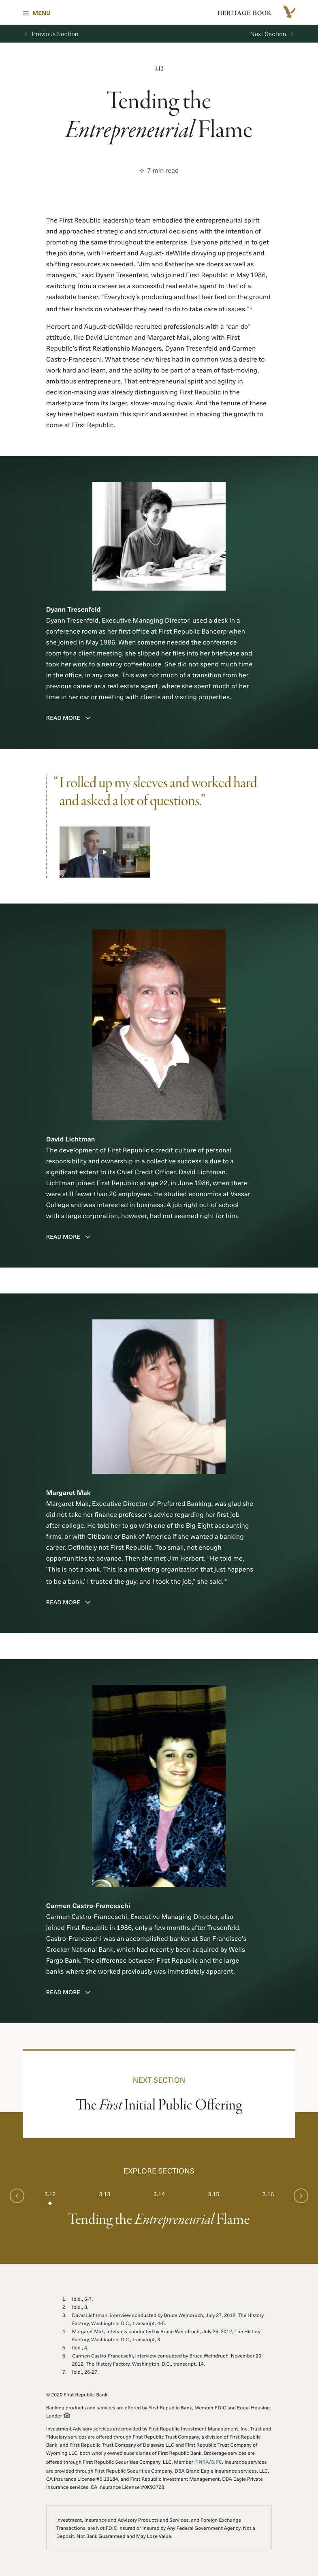 MENU
HERITAGE BOOK
Previous Section
Next Section
3.12
Tending the
Entrepreneurial Flame
7 min read
The First Republic leadership team embodied the entrepreneurial spirit
and approached strategic and structural decisions with the intention of
promoting the same throughout the enterprise. Everyone pitched in to get
the job done, with Herbert and August- deWilde divvying up projects and
shifting resources as needed. “Jim and Katherine are doers as well as
managers,” said Dyann Tresenfeld, who joined First Republic in May 1986,
switching from a career as a successful real estate agent to that of a
realestate banker. “Everybody’s producing and has their feet on the ground
and their hands on whatever they need to do to take care of issues.” 1
Herbert and August-deWilde recruited professionals with a “can do”
attitude, like David Lichtman and Margaret Mak, along with First
Republic’s first Relationship Managers, Dyann Tresenfeld and Carmen
Castro-Franceschi. What these new hires had in common was a desire to
work hard and learn, and the ability to be part of a team of fast-moving,
ambitious entrepreneurs. That entrepreneurial spirit and agility in
decision-making was already distinguishing First Republic in the
marketplace from its larger, slower-moving rivals. And the tenure of these
key hires helped sustain this spirit and assisted in shaping the growth to
come at First Republic.
Dyann Tresenfeld
Dyann Tresenfeld, Executive Managing Director, used a desk in a
conference room as her first office at First Republic Bancorp when
she joined in May 1986. When someone needed the conference
room for a client meeting, she slipped her files into her briefcase and
took her work to a nearby coffeehouse. She did not spend much time
in the office, in any case. This was not much of a transition from her
previous career as a real estate agent, where she spent much of her
time in her car or meeting with clients and visiting properties.
READ MORE
“I rolled up my sleeves and worked hard
and asked a lot of questions.”
David Lichtman
The development of First Republic’s credit culture of personal
responsibility and ownership in a collective success is due to a
significant extent to its Chief Credit Officer, David Lichtman.
Lichtman joined First Republic at age 22, in June 1986, when there
were still fewer than 20 employees. He studied economics at Vassar
College and was interested in business. A job right out of school
with a large corporation, however, had not seemed right for him.
READ MORE
Margaret Mak
Margaret Mak, Executive Director of Preferred Banking, was glad she
did not take her finance professor’s advice regarding her first job
after college. He told her to go with one of the Big Eight accounting
firms, or with Citibank or Bank of America if she wanted a banking
career. Definitely not First Republic. Too small, not enough
opportunities to advance. Then she met Jim Herbert. “He told me,
‘This is not a bank. This is a marketing organization that just happens
to be a bank.’ I trusted the guy, and I took the job,” she said. 4
READ MORE
Carmen Castro-Franceschi
Carmen Castro-Franceschi, Executive Managing Director, also
joined First Republic in 1986, only a few months after Tresenfeld.
Castro-Franceschi was an accomplished banker at San Francisco’s
Crocker National Bank, which had recently been acquired by Wells
Fargo Bank. The difference between First Republic and the large
banks where she worked previously was immediately apparent.
READ MORE
NEXT SECTION
The First Initial Public Offering
EXPLORE SECTIONS
3.12 3.13 3.14 3.15 3.16
Tending the Entrepreneurial Flame
1. Ibid., 6-7.
2. Ibid., 8.
3. David Lichtman, interview conducted by Bruce Weindruch, July 27, 2012, The History
Factory, Washington, D.C., transcript, 4-5.
4. Margaret Mak, interview conducted by Bruce Weindruch, July 26, 2012, The History
Factory, Washington, D.C., transcript, 3.
5. Ibid., 4.
6. Carmen Castro-Franceschi, interview conducted by Bruce Weindruch, November 20,
2012, The History Factory, Washington, D.C., transcript, 14.
7. Ibid., 26-27.
© 2020 First Republic Bank.
Banking products and services are offered by First Republic Bank, Member FDIC and Equal Housing
Lender
Investment Advisory services are provided by First Republic Investment Management, Inc. Trust and
Fiduciary services are offered through First Republic Trust Company, a division of First Republic
Bank, and First Republic Trust Company of Delaware LLC and First Republic Trust Company of
Wyoming LLC, both wholly owned subsidiaries of First Republic Bank. Brokerage services are
offered through First Republic Securities Company, LLC, Member FINRA/SIPC. Insurance services
are provided through First Republic Securities Company, DBA Grand Eagle Insurance services, LLC,
CA Insurance License #0I13184, and First Republic Investment Management, DBA Eagle Private
Insurance services, CA Insurance License #0K93728.
Investment, Insurance and Advisory Products and Services, and Foreign Exchange
Transactions, are Not FDIC Insured or Insured by Any Federal Government Agency, Not a
Deposit, Not Bank Guaranteed and May Lose Value.